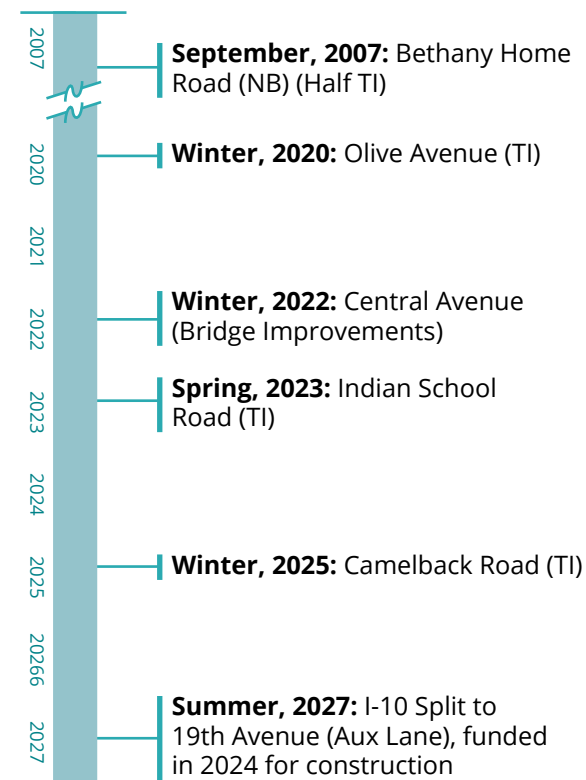 2007
September, 2007: Bethany Home
Road (NB) (Half TI)
2020
Winter, 2020: Olive Avenue (TI)
2021
2022
Winter, 2022: Central Avenue
(Bridge Improvements)
2023
Spring, 2023: Indian School
Road (TI)
2024
2025
Winter, 2025: Camelback Road (TI)
20266
2027
Summer, 2027: I-10 Split to
19th Avenue (Aux Lane), funded
in 2024 for construction